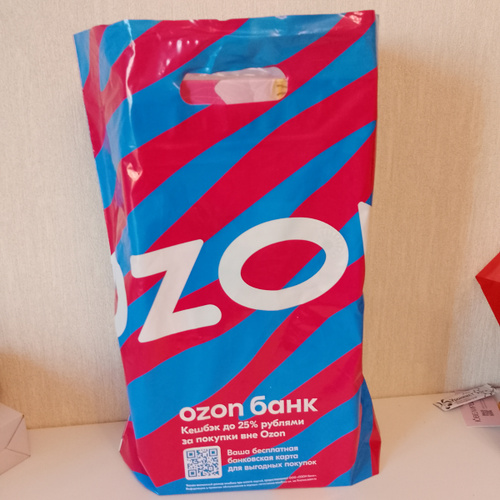 ozon
ozon банк
Кешбэк до 25% рублями
за покупки вне Ozon
Ваша бесплатная
банковская карта
для выгодных покупок